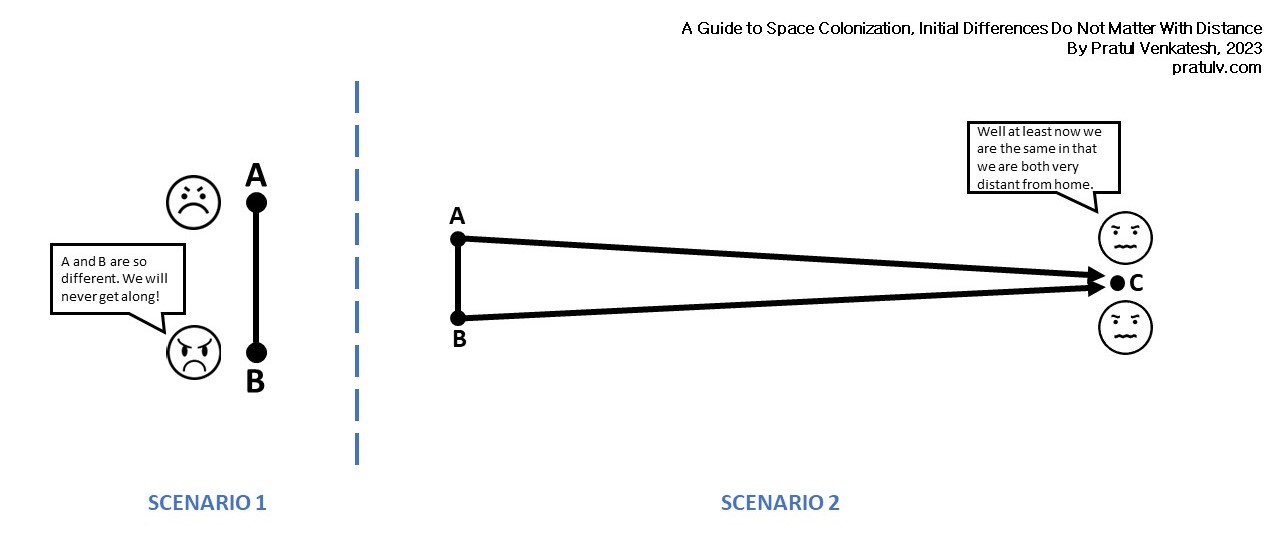 A Guide to Space Colonization, Initial Differences Do Not Matter With Distance
By Pratul Venkatesh, 2023
pratulv.com
A
A and B are so
different. We will
never get along!
B
SCENARIO 1
Well at least now we
are the same in that
we are both very
distant from home.
A
C
B
SCENARIO 2